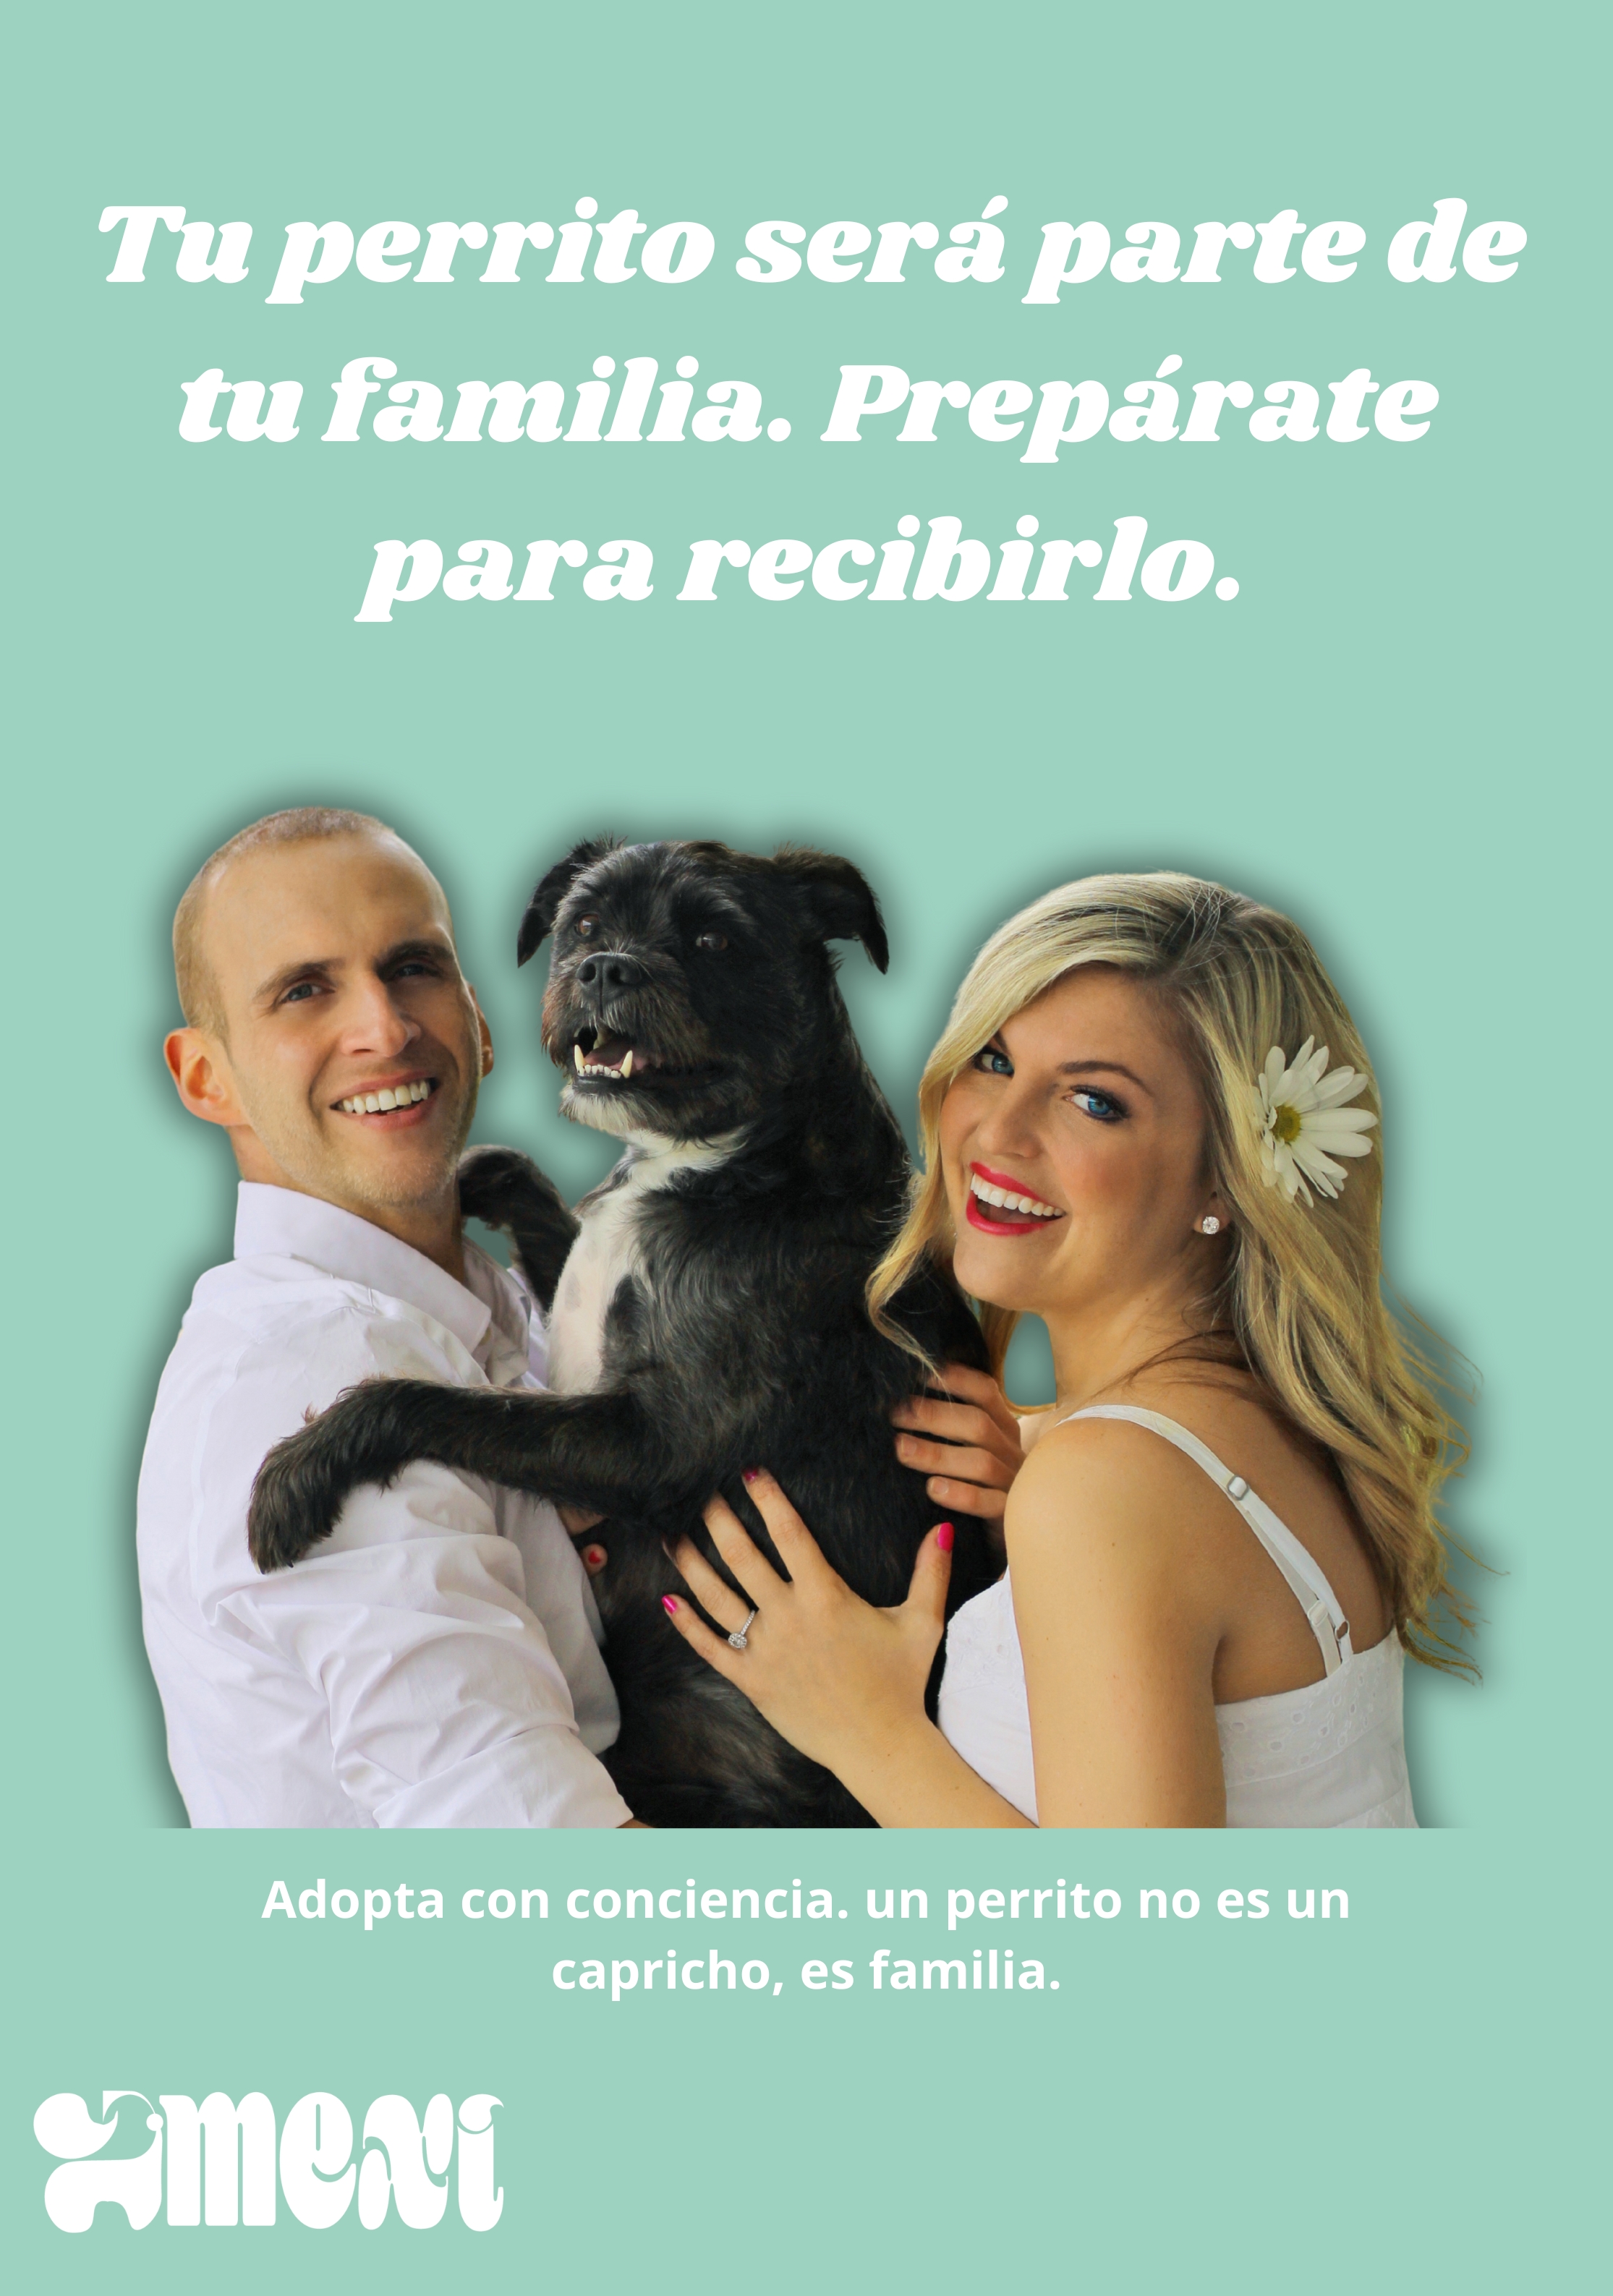 Tu perrito será parte de
tu familia. Prepárate
para recibirlo.
Adopta con conciencia. un perrito no es un
capricho, es familia.
mexi